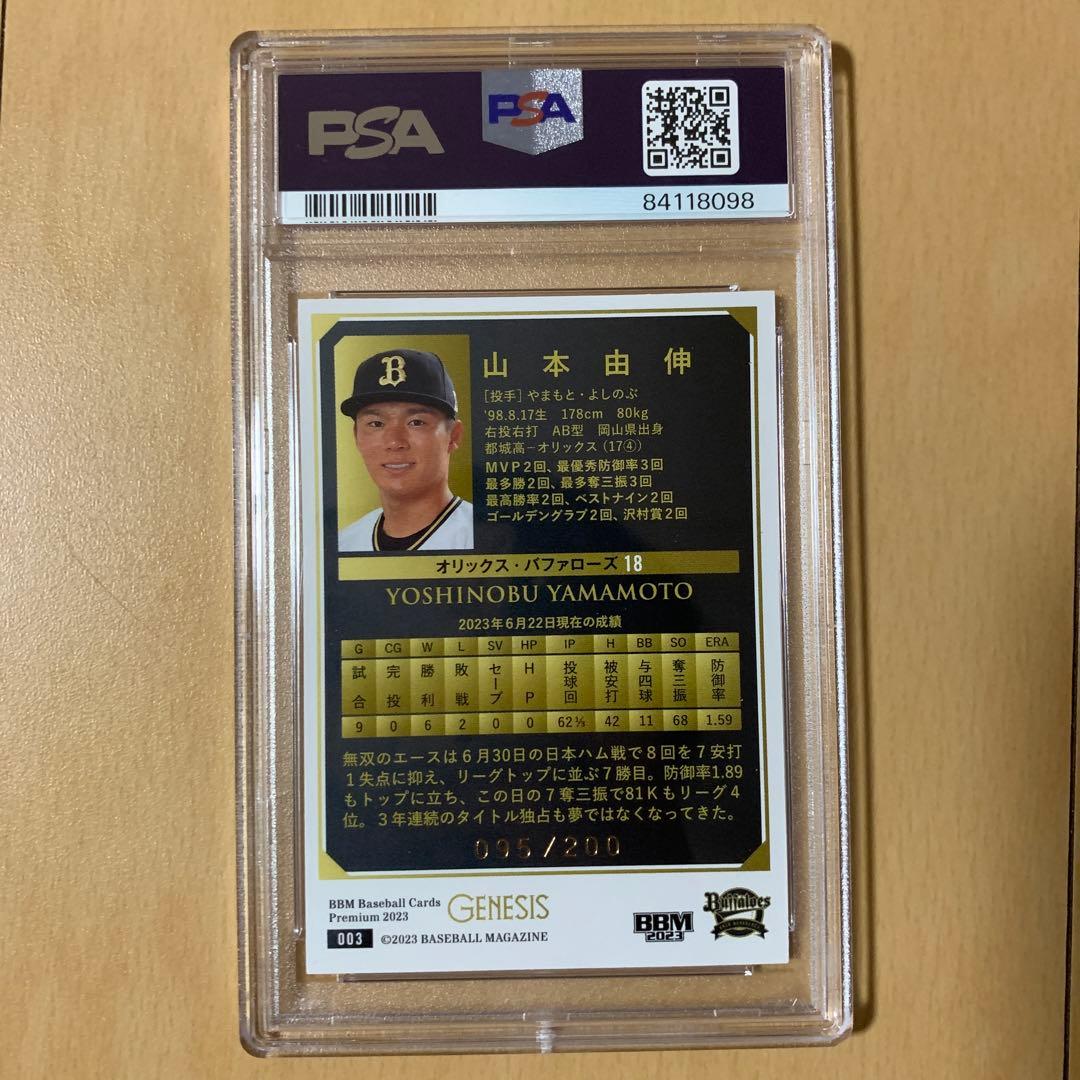 PSA PSA
84118098
B
山本由伸
[投手] やまもと・よしのぶ
'98.8.17生 178cm 80kg
右投右打 AB型 岡山県出身
都城高－オリックス (17④)
MVP2回、最優秀防御率3回
最多勝2回、最多奪三振3回
最高勝率2回、ベストナイン2回
ゴールデングラブ2回、沢村賞2回
オリックス・バファローズ 18
YOSHINOBU YAMAMOTO
2023年6月22日現在の成績
G CG W L SV HP IP H BB SO ERA
試合 完投 勝利 敗戦 セーブ HP 投球回 被安打 与四球 奪三振 防御率
9 0 6 2 0 0 62⅓ 42 11 68 1.59
無双のエースは6月30日の日本ハム戦で8回を7安打
1失点に抑え、リーグトップに並ぶ7勝目。防御率1.89
もトップに立ち、この日の7奪三振で81Kもリーグ4
位。3年連続のタイトル独占も夢ではなくなってきた。
095/200
BBM Baseball Cards
Premium 2023
GENESIS
003 ©2023 BASEBALL MAGAZINE
BBM
2023
Buffaloes